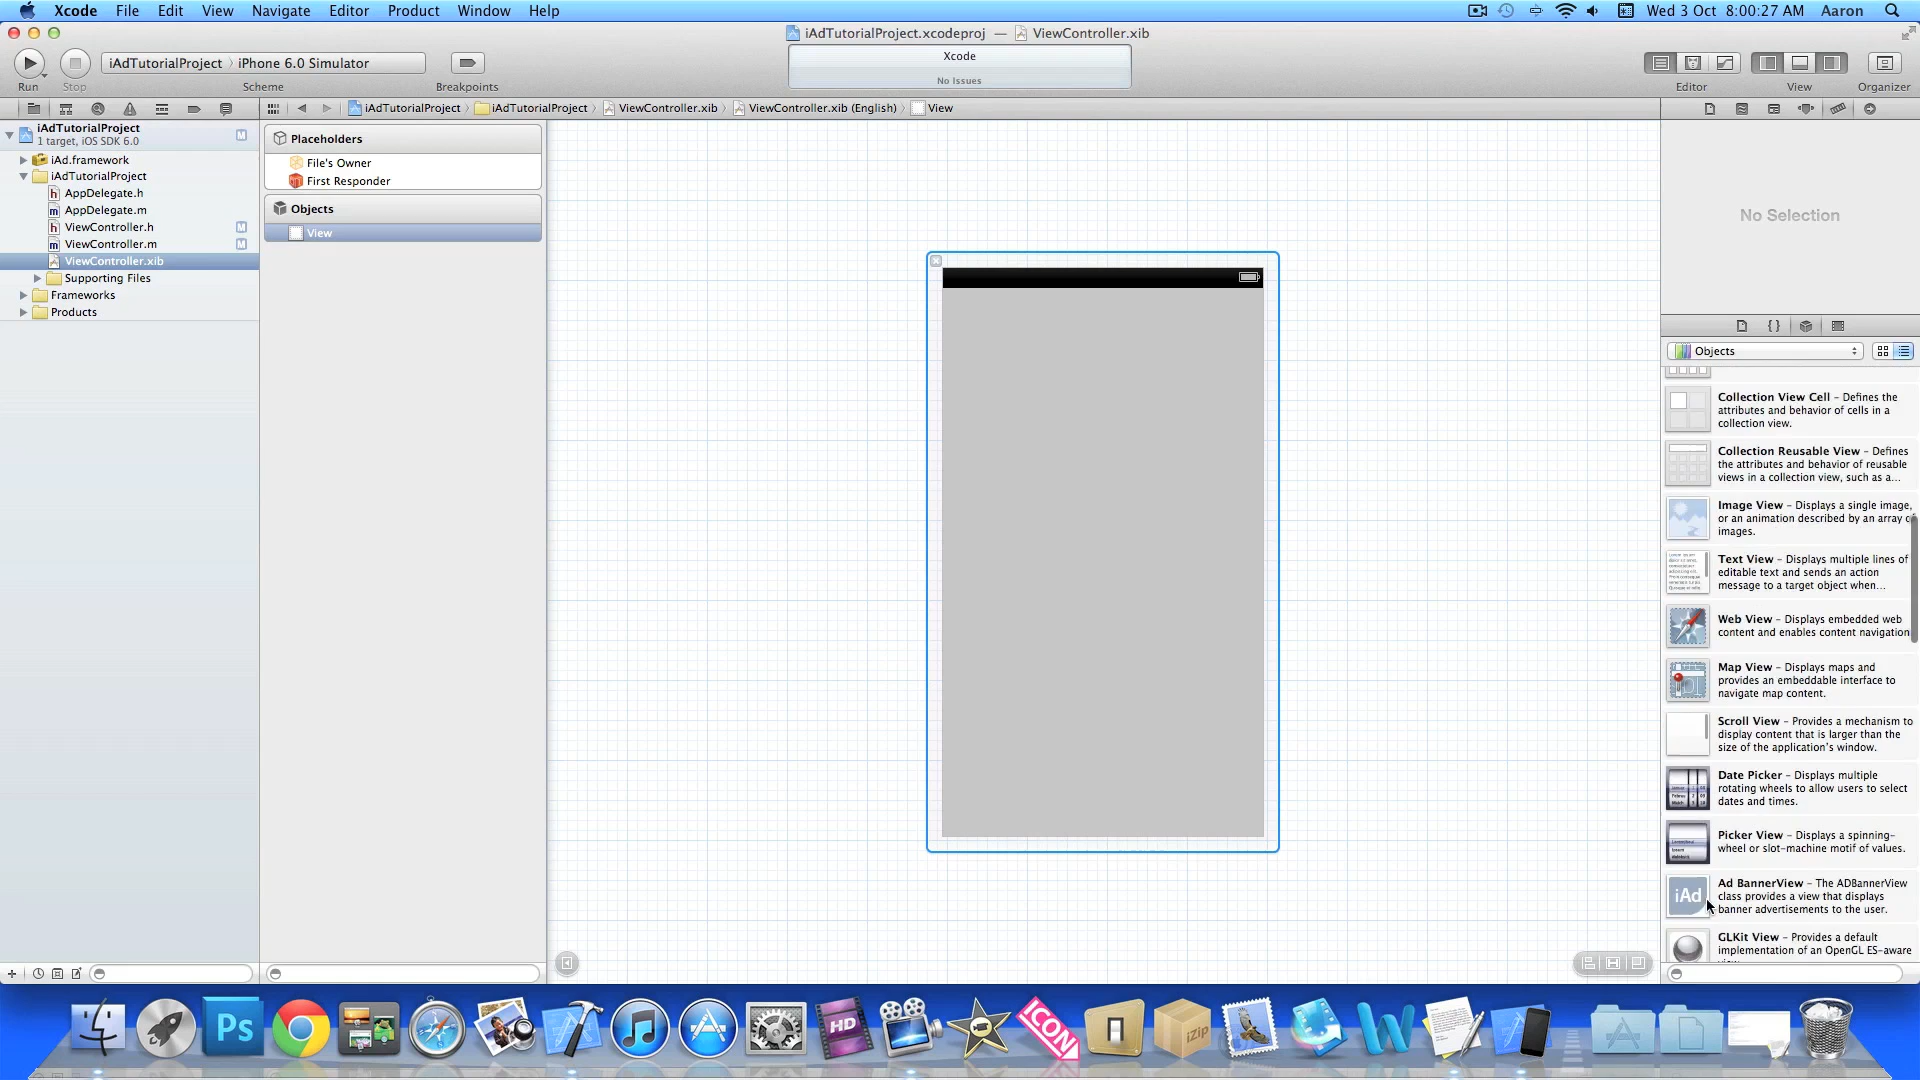 Xcode File Edit View Navigate Editor Product Window Help
Wed 3 Oct 8:00:27 AM Aaron
iAdTutorialProject.xcodeproj — ViewController.xib
iAdTutorialProject iPhone 6.0 Simulator
Xcode
No Issues
Run Stop Scheme Breakpoints
Editor View Organizer
iAdTutorialProject iAdTutorialProject ViewController.xib ViewController.xib (English) View
iAdTutorialProject
1 target, iOS SDK 6.0
M
iAd.framework
iAdTutorialProject
AppDelegate.h
AppDelegate.m
ViewController.h
M
ViewController.m
M
ViewController.xib
Supporting Files
Frameworks
Products
Placeholders
File's Owner
First Responder
Objects
View
No Selection
Objects
Collection View Cell – Defines the
attributes and behavior of cells in a
collection view.
Collection Reusable View – Defines
the attributes and behavior of reusable
views in a collection view, such as a...
Image View – Displays a single image,
or an animation described by an array of
images.
Text View – Displays multiple lines of
editable text and sends an action
message to a target object when...
Web View – Displays embedded web
content and enables content navigation
Map View – Displays maps and
provides an embeddable interface to
navigate map content.
Scroll View – Provides a mechanism to
display content that is larger than the
size of the application's window.
Date Picker – Displays multiple
rotating wheels to allow users to select
dates and times.
Picker View – Displays a spinning-
wheel or slot-machine motif of values.
iAd
Ad BannerView – The ADBannerView
class provides a view that displays
banner advertisements to the user.
GLKit View – Provides a default
implementation of an OpenGL ES-aware
Ps
HD
ICON
iZip
W